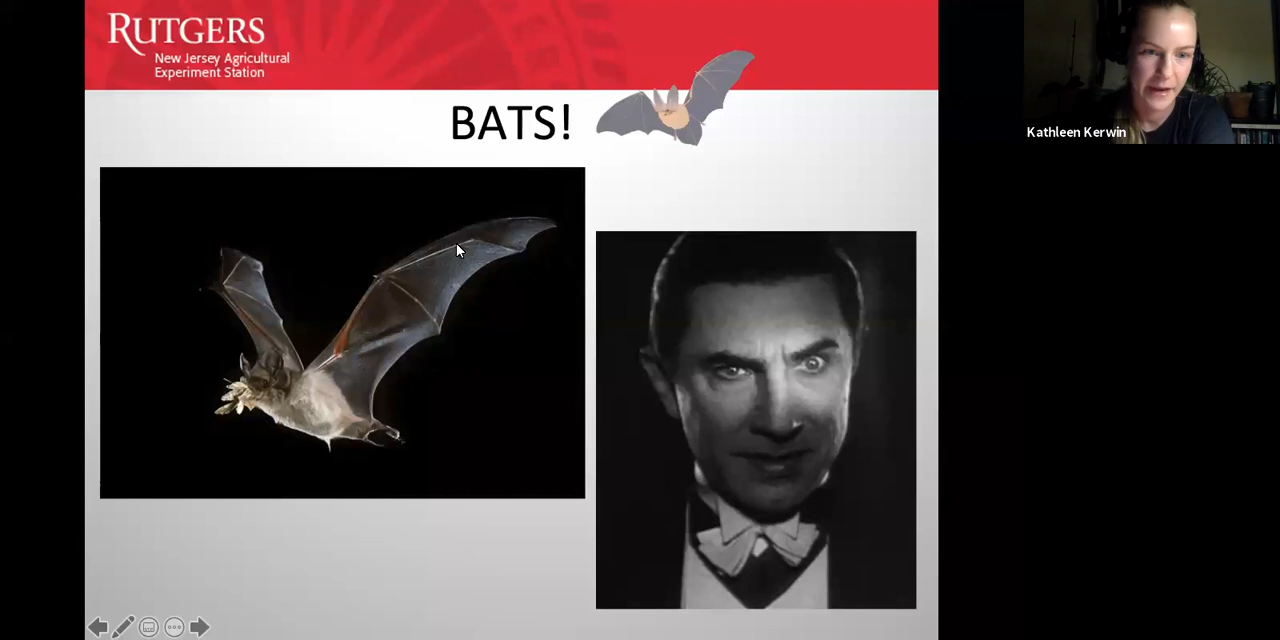 RUTGERS
New Jersey Agricultural
Experiment Station
BATS!
Kathleen Kerwin